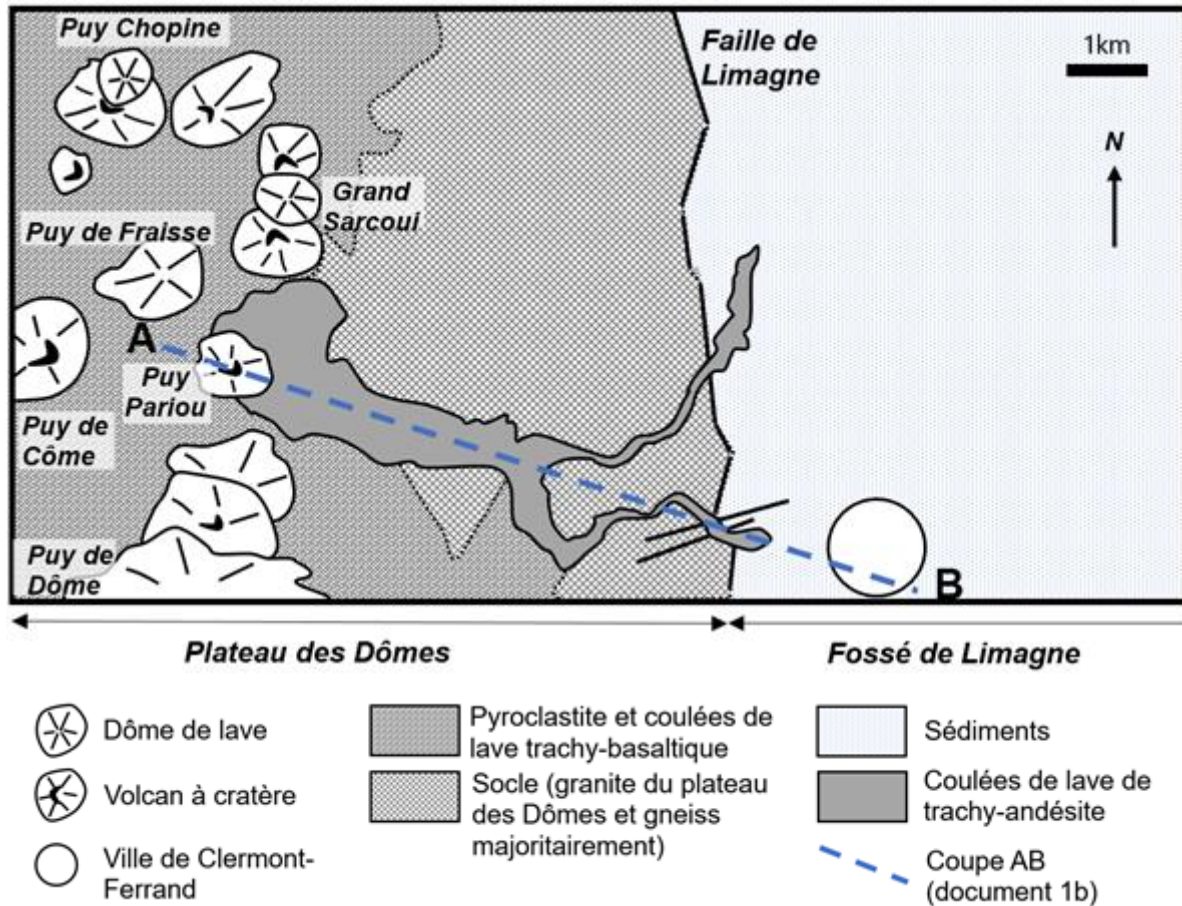 Puy Chopine
Faille de
Limagne
1km
N
Grand
Sarcoui
Puy de Fraisse
A
Puy
Pariou
Puy de
Côme
Puy de
Dôme
B
Plateau des Dômes
Fossé de Limagne
Dôme de lave
Volcan à cratère
Ville de Clermont-
Ferrand
Pyroclastite et coulées de
lave trachy-basaltique
Socle (granite du plateau
des Dômes et gneiss
majoritairement)
Sédiments
Coulées de lave de
trachy-andésite
Coupe AB
(document 1b)